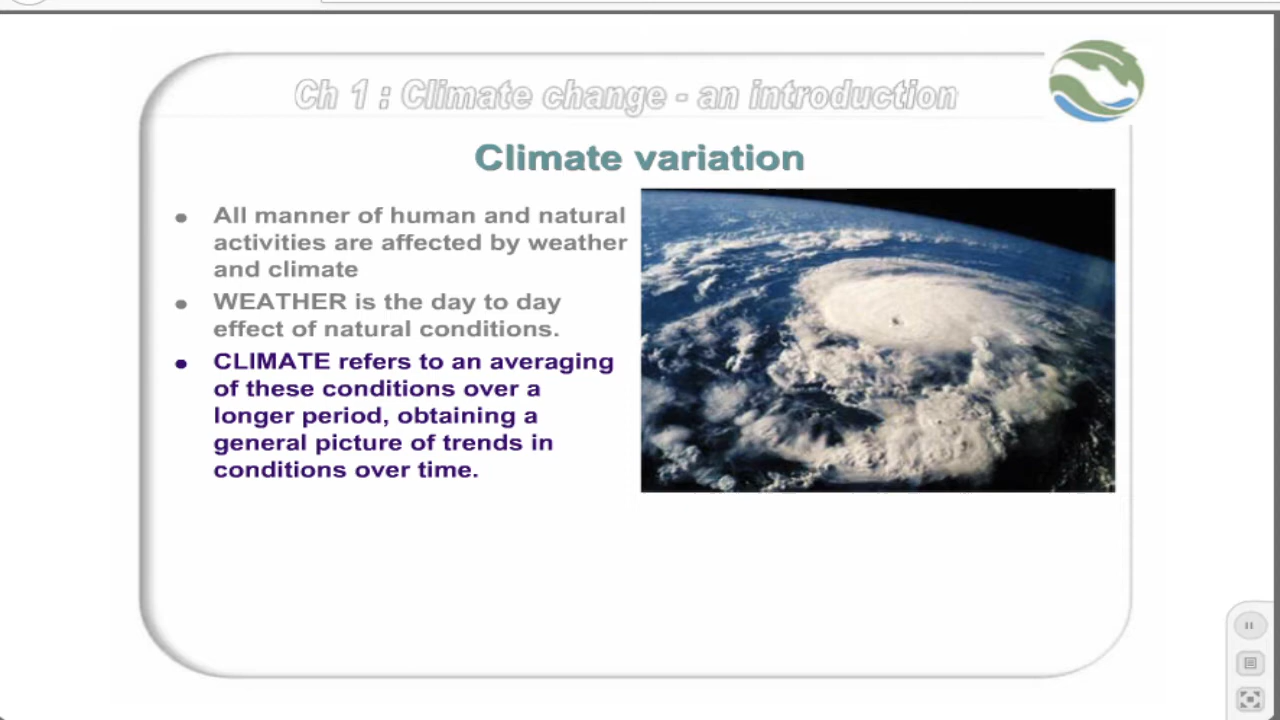 Ch 1 : Climate change - an introduction
Climate variation
• All manner of human and natural
activities are affected by weather
and climate
• WEATHER is the day to day
effect of natural conditions.
• CLIMATE refers to an averaging
of these conditions over a
longer period, obtaining a
general picture of trends in
conditions over time.